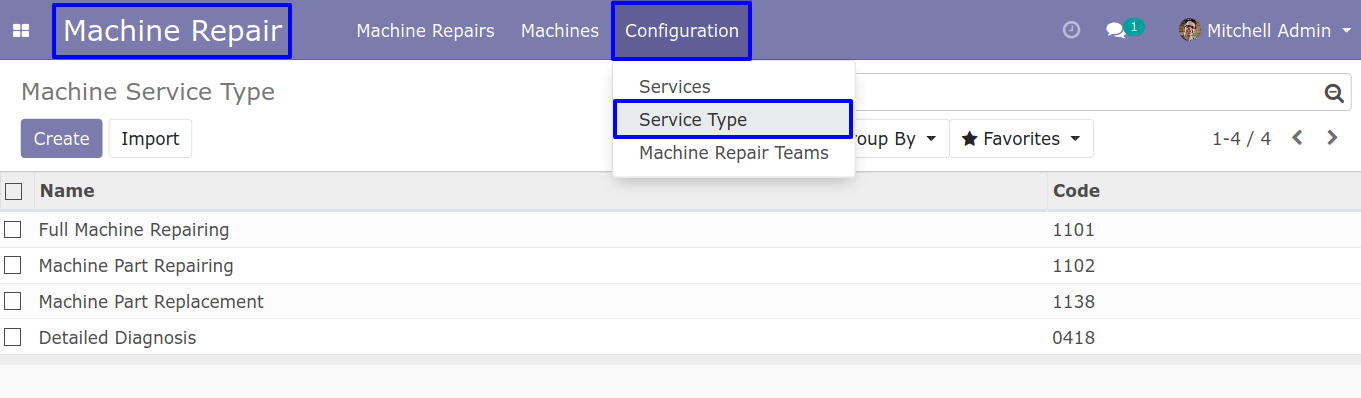 Machine Repair Machine Repairs Machines Configuration 1 Mitchell Admin
Machine Service Type Services
Create Import Service Type roup By Favorites 1-4 / 4
Machine Repair Teams
Name Code
Full Machine Repairing 1101
Machine Part Repairing 1102
Machine Part Replacement 1138
Detailed Diagnosis 0418